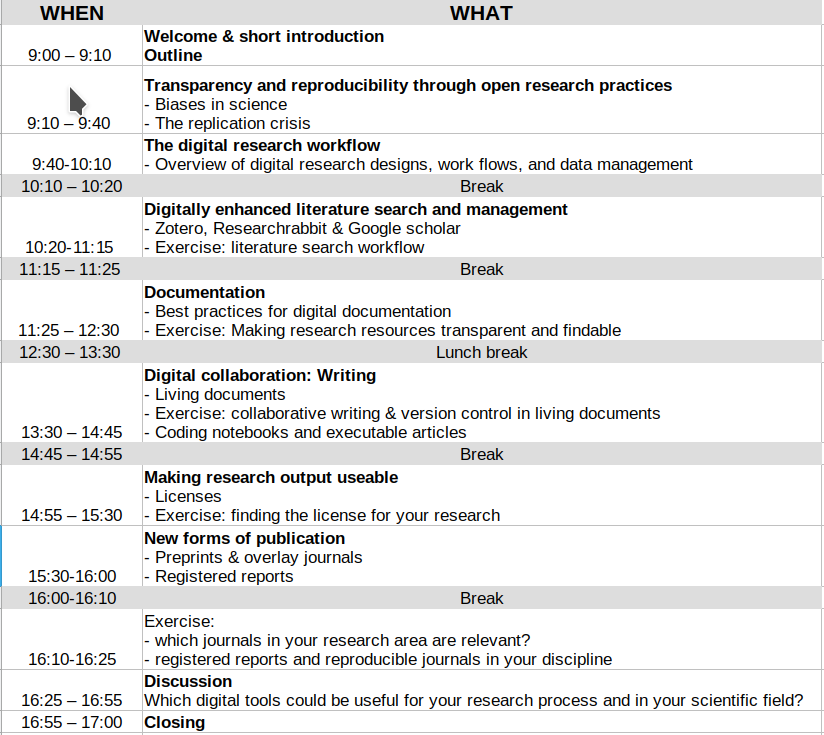 WHEN WHAT
Welcome & short introduction
9:00 – 9:10 Outline
Transparency and reproducibility through open research practices
- Biases in science
9:10 – 9:40 - The replication crisis
The digital research workflow
9:40-10:10 - Overview of digital research designs, work flows, and data management
10:10 – 10:20 Break
Digitally enhanced literature search and management
- Zotero, Researchrabbit & Google scholar
10:20-11:15 - Exercise: literature search workflow
11:15 – 11:25 Break
Documentation
- Best practices for digital documentation
11:25 – 12:30 - Exercise: Making research resources transparent and findable
12:30 – 13:30 Lunch break
Digital collaboration: Writing
- Living documents
- Exercise: collaborative writing & version control in living documents
13:30 – 14:45 - Coding notebooks and executable articles
14:45 – 14:55 Break
Making research output useable
- Licenses
14:55 – 15:30 - Exercise: finding the license for your research
New forms of publication
- Preprints & overlay journals
15:30-16:00 - Registered reports
16:00-16:10 Break
Exercise:
- which journals in your research area are relevant?
16:10-16:25 - registered reports and reproducible journals in your discipline
Discussion
16:25 – 16:55 Which digital tools could be useful for your research process and in your scientific field?
16:55 – 17:00 Closing